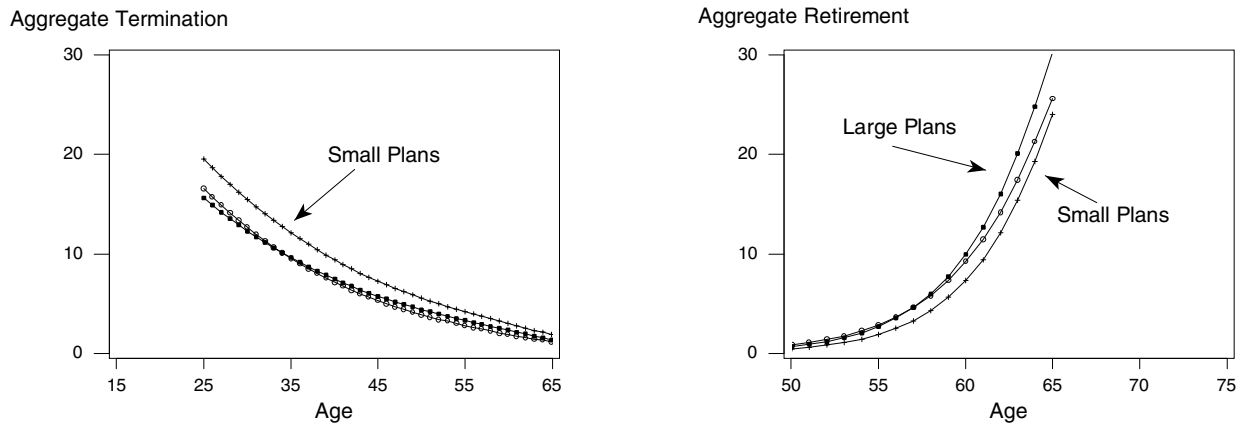 Aggregate Termination
30
20
10
0
Small Plans
15 25 35 45 55 65
Age
Aggregate Retirement
30
20
10
0
Large Plans
Small Plans
50 55 60 65 70 75
Age